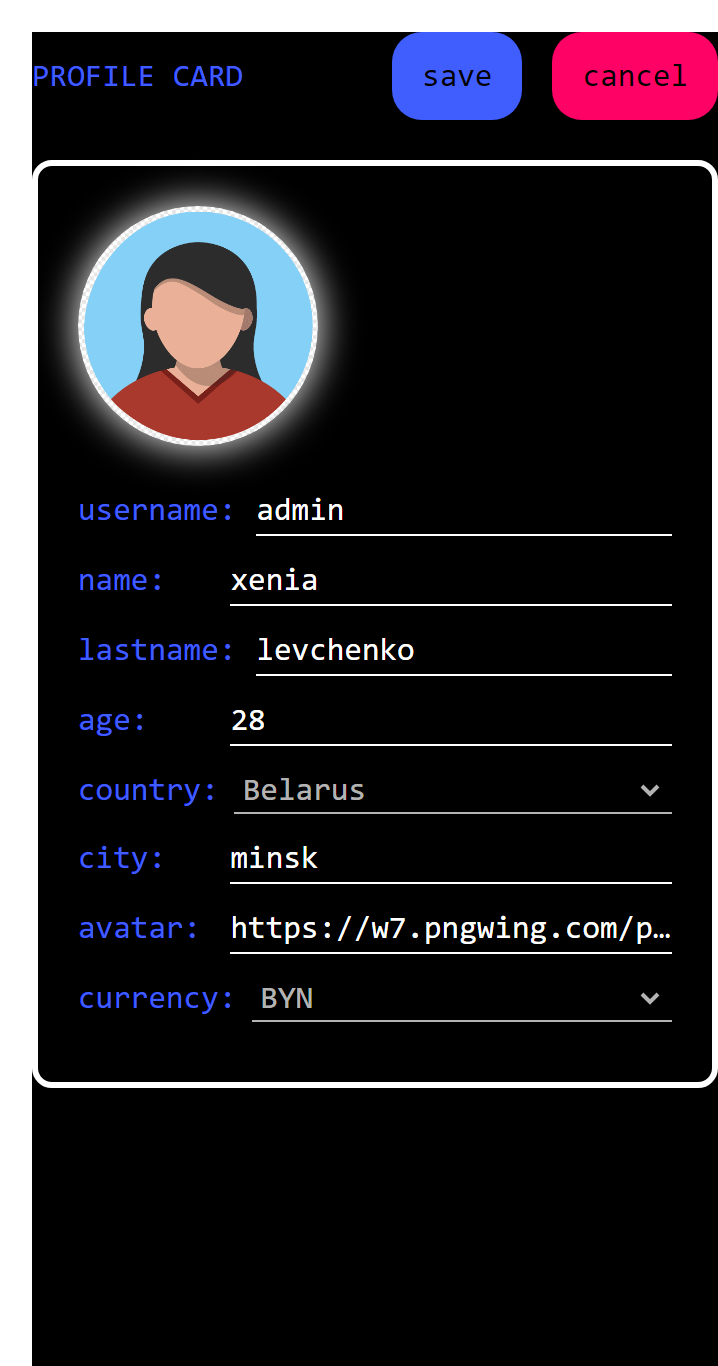 PROFILE CARD save cancel
username: admin
name: xenia
lastname: levchenko
age: 28
country: Belarus
city: minsk
avatar: https://w7.pngwing.com/p…
currency: BYN